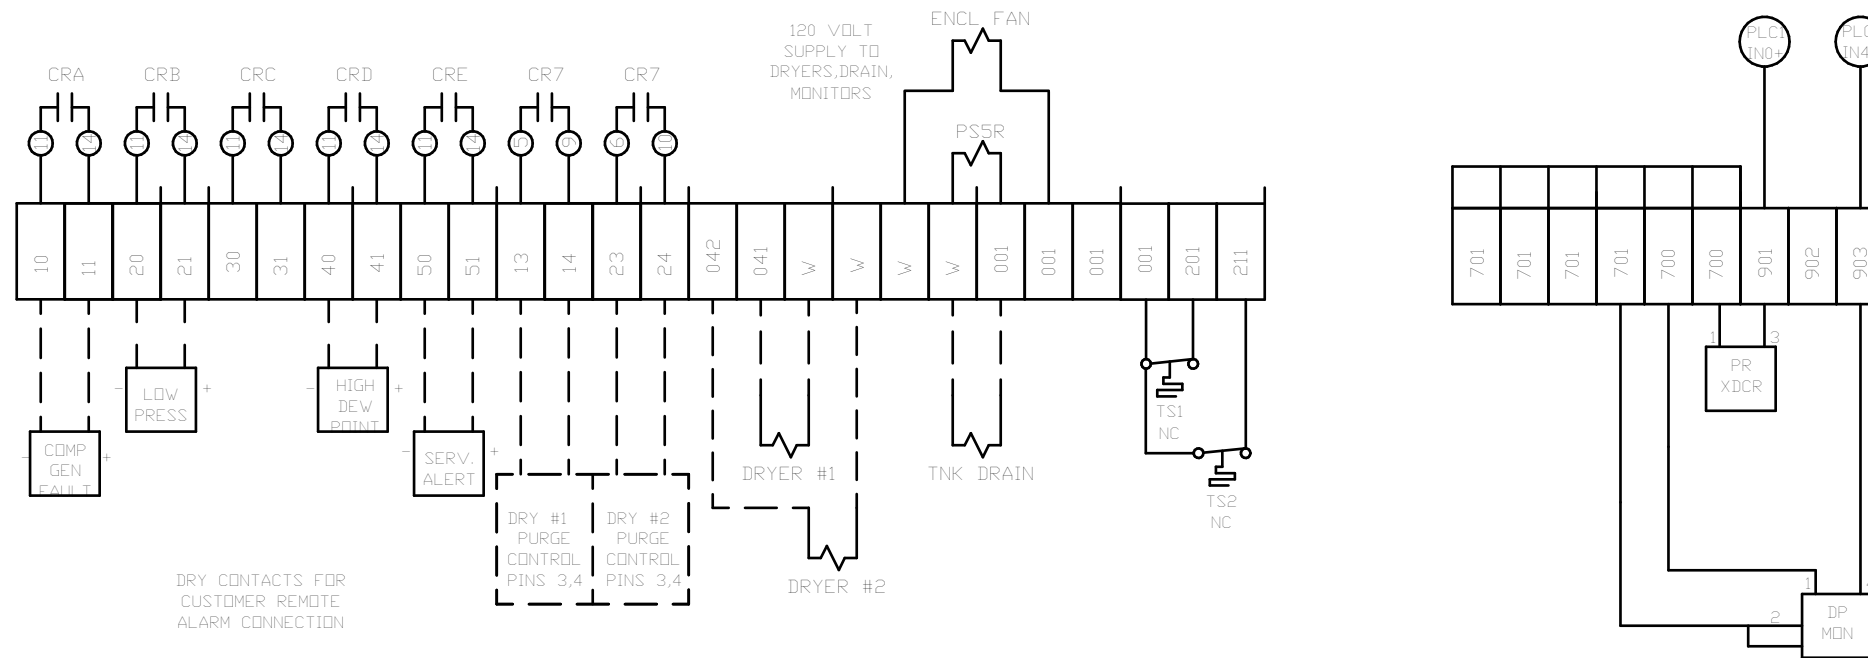 ENCL FAN
120 VOLT
SUPPLY TO
DRYERS,DRAIN,
MONITORS
PLC1
IN0+
PLC
IN4
CRA CRB CRC CRD CRE CR7 CR7
PS5R
11 14 11 14 11 14 11 14 11 14 5 9 6 10
10 11 20 21 30 31 40 41 50 51 13 14 23 24 042 041 W W W W 001 001 001 001 201 211
701 701 701 701 700 700 901 902 903
1 3
PR
XDCR
- LOW +
PRESS
- HIGH +
DEW
POINT
TS1
NC
- COMP +
GEN
FAULT
- SERV. +
ALERT
DRYER #1
TNK DRAIN
TS2
NC
DRY #1
PURGE
CONTROL
PINS 3,4
DRY #2
PURGE
CONTROL
PINS 3,4
DRYER #2
DRY CONTACTS FOR
CUSTOMER REMOTE
ALARM CONNECTION
1
2
DP
MON